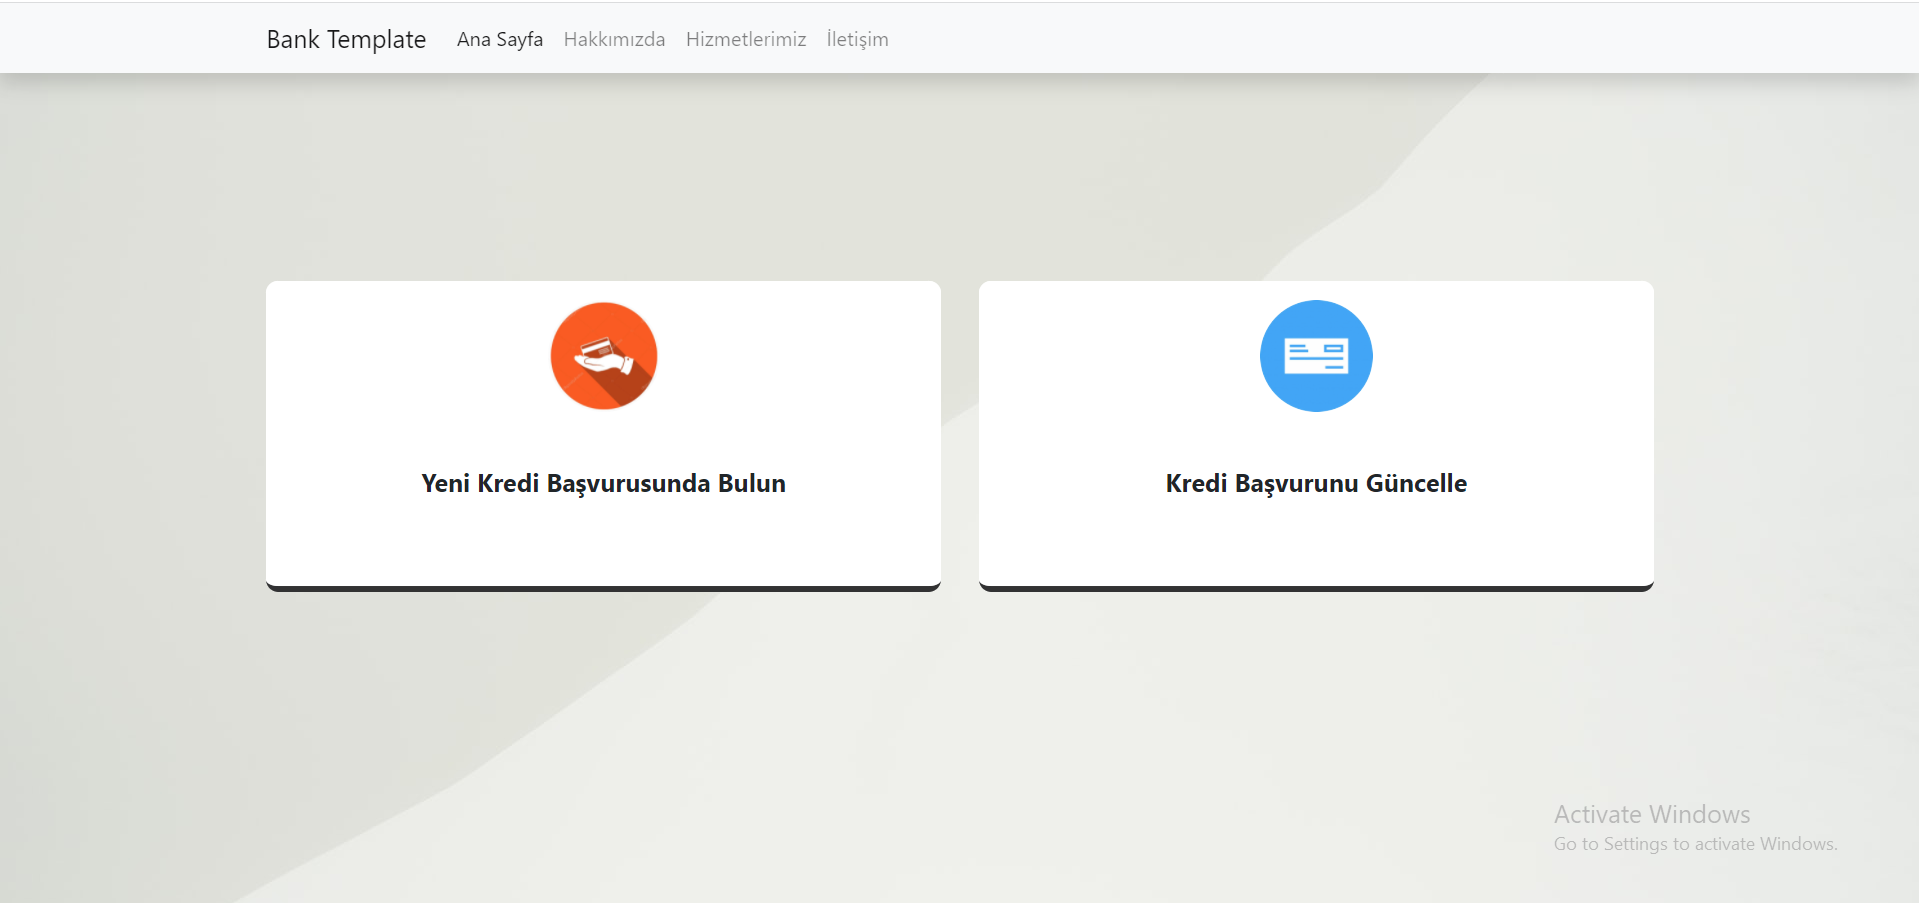 Bank Template Ana Sayfa Hakkımızda Hizmetlerimiz İletişim
Yeni Kredi Başvurusunda Bulun
Kredi Başvurunu Güncelle
Activate Windows
Go to Settings to activate Windows.